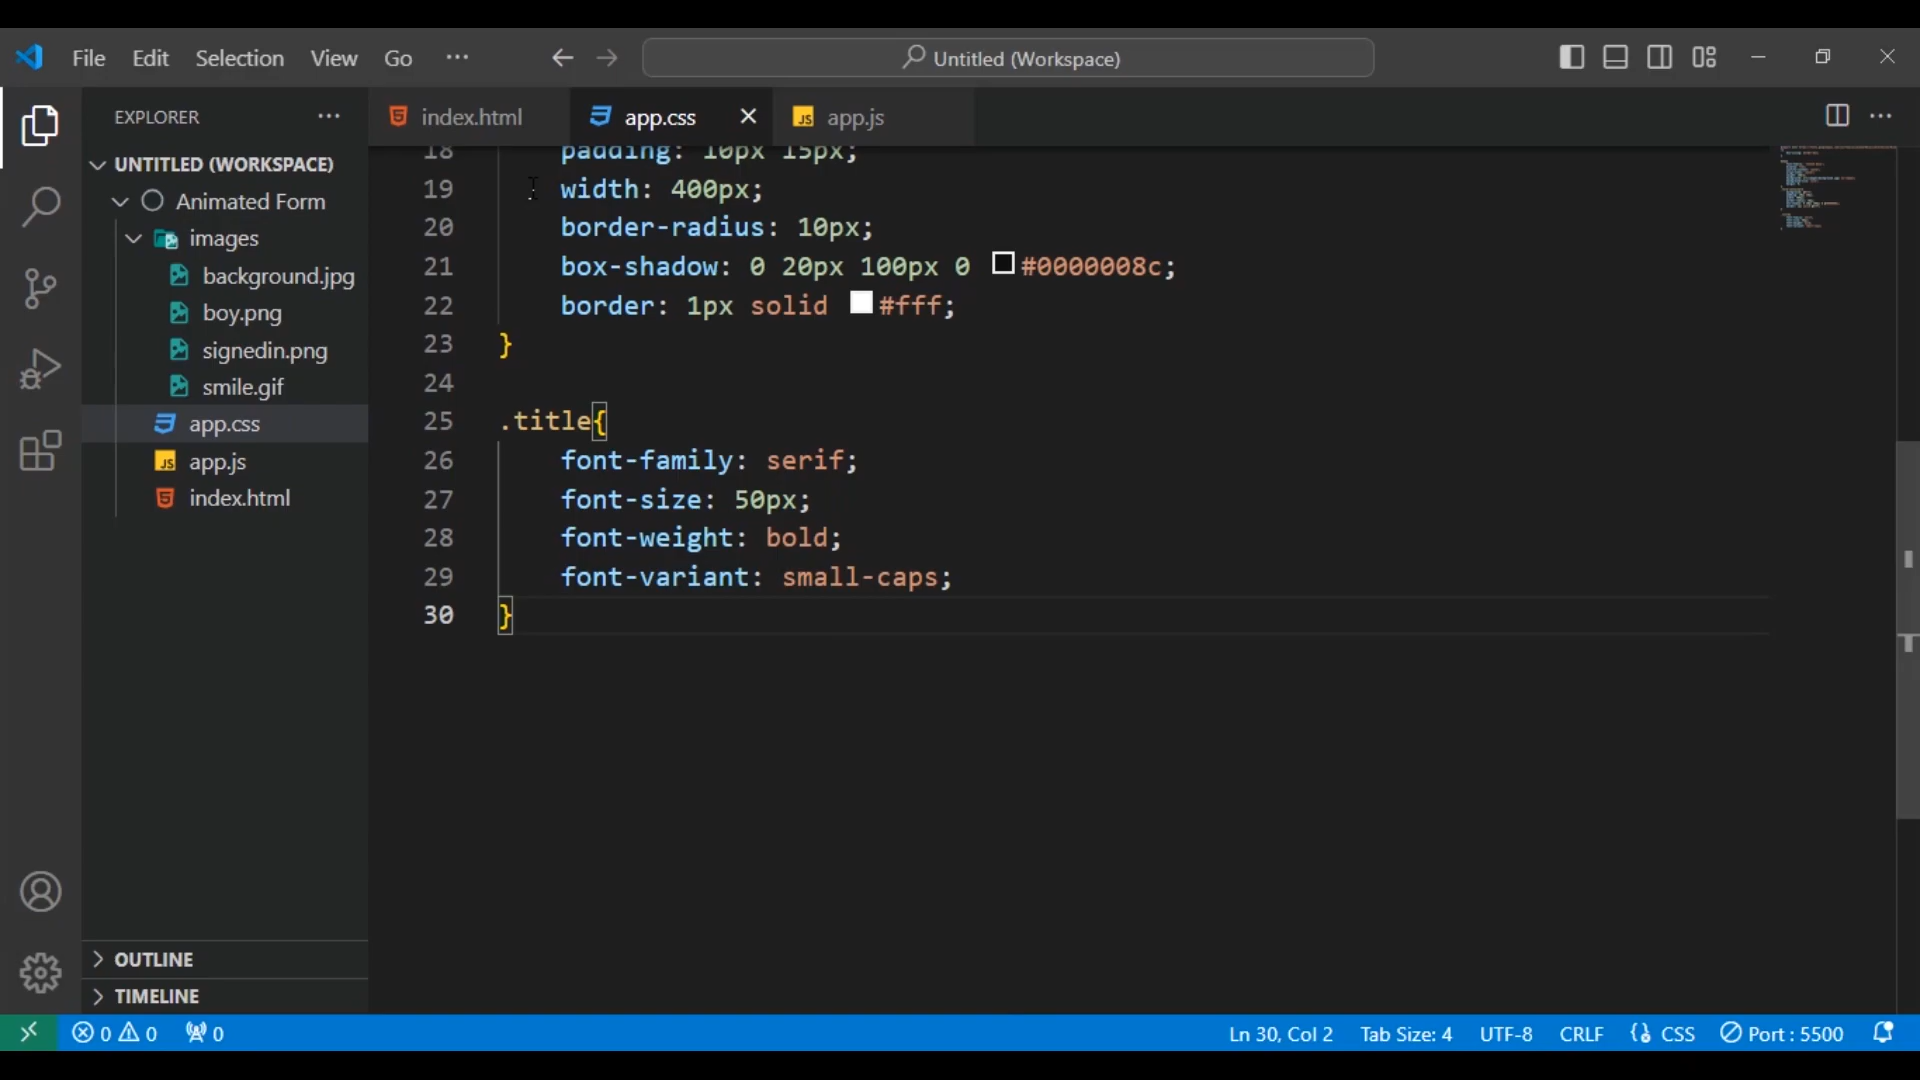 File Edit Selection View Go ··· Untitled (Workspace)
EXPLORER ··· index.html app.css app.js
UNTITLED (WORKSPACE)
Animated Form
images
background.jpg
boy.png
signedin.png
smile.gif
app.css
app.js
index.html
OUTLINE
TIMELINE
18 padding: 10px 15px;
19 width: 400px;
20 border-radius: 10px;
21 box-shadow: 0 20px 100px 0 #0000008c;
22 border: 1px solid #fff;
23 }
24
25 .title{
26 font-family: serif;
27 font-size: 50px;
28 font-weight: bold;
29 font-variant: small-caps;
30 }
0 0 0 Ln 30, Col 2 Tab Size: 4 UTF-8 CRLF CSS Port : 5500